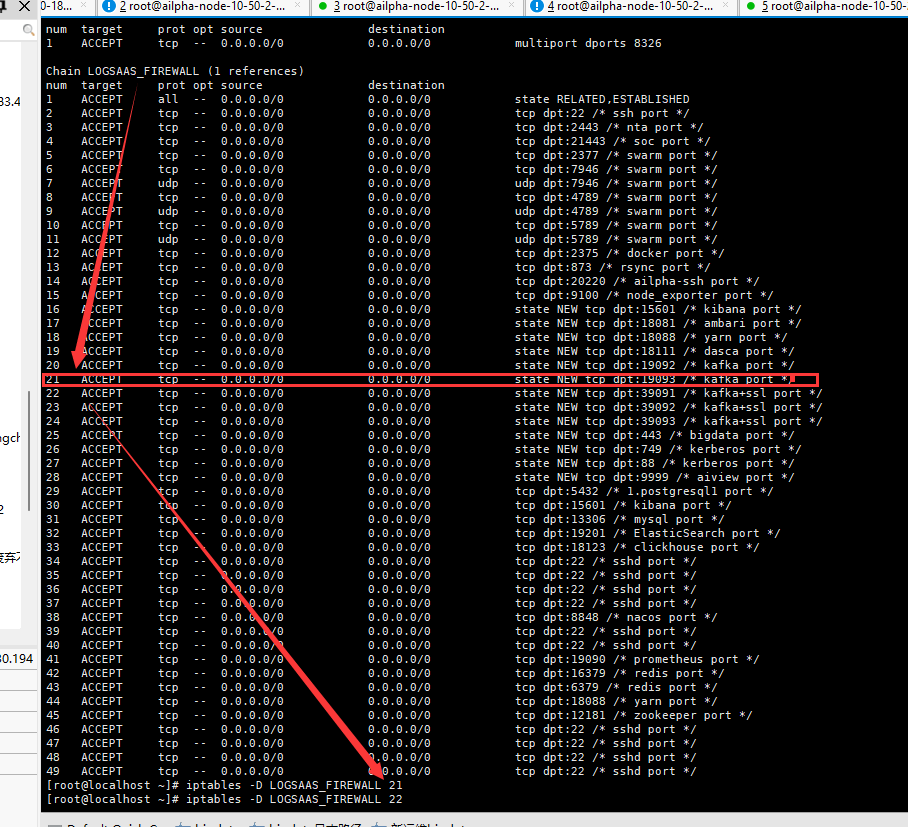 0-18...
2 root@ailpha-node-10-50-2-...
3 root@ailpha-node-10-50-2-...
4 root@ailpha-node-10-50-2-...
5 root@ailpha-node-10-50-2-
num target prot opt source destination
1 ACCEPT tcp -- 0.0.0.0/0 0.0.0.0/0 multiport dports 8326
Chain LOGSAAS_FIREWALL (1 references)
num target prot opt source destination
1 ACCEPT all -- 0.0.0.0/0 0.0.0.0/0 state RELATED,ESTABLISHED
2 ACCEPT tcp -- 0.0.0.0/0 0.0.0.0/0 tcp dpt:22 /* ssh port */
3 ACCEPT tcp -- 0.0.0.0/0 0.0.0.0/0 tcp dpt:2443 /* nta port */
4 ACCEPT tcp -- 0.0.0.0/0 0.0.0.0/0 tcp dpt:21443 /* soc port */
5 ACCEPT tcp -- 0.0.0.0/0 0.0.0.0/0 tcp dpt:2377 /* swarm port */
6 ACCEPT tcp -- 0.0.0.0/0 0.0.0.0/0 tcp dpt:7946 /* swarm port */
7 ACCEPT udp -- 0.0.0.0/0 0.0.0.0/0 udp dpt:7946 /* swarm port */
8 ACCEPT tcp -- 0.0.0.0/0 0.0.0.0/0 tcp dpt:4789 /* swarm port */
9 ACCEPT udp -- 0.0.0.0/0 0.0.0.0/0 udp dpt:4789 /* swarm port */
10 ACCEPT tcp -- 0.0.0.0/0 0.0.0.0/0 tcp dpt:5789 /* swarm port */
11 ACCEPT udp -- 0.0.0.0/0 0.0.0.0/0 udp dpt:5789 /* swarm port */
12 ACCEPT tcp -- 0.0.0.0/0 0.0.0.0/0 tcp dpt:2375 /* docker port */
13 ACCEPT tcp -- 0.0.0.0/0 0.0.0.0/0 tcp dpt:873 /* rsync port */
14 ACCEPT tcp -- 0.0.0.0/0 0.0.0.0/0 tcp dpt:20220 /* ailpha-ssh port */
15 ACCEPT tcp -- 0.0.0.0/0 0.0.0.0/0 tcp dpt:9100 /* node_exporter port */
16 ACCEPT tcp -- 0.0.0.0/0 0.0.0.0/0 state NEW tcp dpt:15601 /* kibana port */
17 ACCEPT tcp -- 0.0.0.0/0 0.0.0.0/0 state NEW tcp dpt:18081 /* ambari port */
18 ACCEPT tcp -- 0.0.0.0/0 0.0.0.0/0 state NEW tcp dpt:18088 /* yarn port */
19 ACCEPT tcp -- 0.0.0.0/0 0.0.0.0/0 state NEW tcp dpt:18111 /* dasca port */
20 ACCEPT tcp -- 0.0.0.0/0 0.0.0.0/0 state NEW tcp dpt:19092 /* kafka port */
21 ACCEPT tcp -- 0.0.0.0/0 0.0.0.0/0 state NEW tcp dpt:19093 /* kafka port */
22 ACCEPT tcp -- 0.0.0.0/0 0.0.0.0/0 state NEW tcp dpt:39091 /* kafka+ssl port */
23 ACCEPT tcp -- 0.0.0.0/0 0.0.0.0/0 state NEW tcp dpt:39092 /* kafka+ssl port */
24 ACCEPT tcp -- 0.0.0.0/0 0.0.0.0/0 state NEW tcp dpt:39093 /* kafka+ssl port */
25 ACCEPT tcp -- 0.0.0.0/0 0.0.0.0/0 state NEW tcp dpt:443 /* bigdata port */
26 ACCEPT tcp -- 0.0.0.0/0 0.0.0.0/0 state NEW tcp dpt:749 /* kerberos port */
27 ACCEPT tcp -- 0.0.0.0/0 0.0.0.0/0 state NEW tcp dpt:88 /* kerberos port */
28 ACCEPT tcp -- 0.0.0.0/0 0.0.0.0/0 state NEW tcp dpt:9999 /* aiview port */
29 ACCEPT tcp -- 0.0.0.0/0 0.0.0.0/0 tcp dpt:5432 /* 1.postgresql1 port */
30 ACCEPT tcp -- 0.0.0.0/0 0.0.0.0/0 tcp dpt:15601 /* kibana port */
31 ACCEPT tcp -- 0.0.0.0/0 0.0.0.0/0 tcp dpt:13306 /* mysql port */
32 ACCEPT tcp -- 0.0.0.0/0 0.0.0.0/0 tcp dpt:19201 /* ElasticSearch port */
33 ACCEPT tcp -- 0.0.0.0/0 0.0.0.0/0 tcp dpt:18123 /* clickhouse port */
34 ACCEPT tcp -- 0.0.0.0/0 0.0.0.0/0 tcp dpt:22 /* sshd port */
35 ACCEPT tcp -- 0.0.0.0/0 0.0.0.0/0 tcp dpt:22 /* sshd port */
36 ACCEPT tcp -- 0.0.0.0/0 0.0.0.0/0 tcp dpt:22 /* sshd port */
37 ACCEPT tcp -- 0.0.0.0/0 0.0.0.0/0 tcp dpt:22 /* sshd port */
38 ACCEPT tcp -- 0.0.0.0/0 0.0.0.0/0 tcp dpt:8848 /* nacos port */
39 ACCEPT tcp -- 0.0.0.0/0 0.0.0.0/0 tcp dpt:22 /* sshd port */
40 ACCEPT tcp -- 0.0.0.0/0 0.0.0.0/0 tcp dpt:22 /* sshd port */
41 ACCEPT tcp -- 0.0.0.0/0 0.0.0.0/0 tcp dpt:19090 /* prometheus port */
42 ACCEPT tcp -- 0.0.0.0/0 0.0.0.0/0 tcp dpt:16379 /* redis port */
43 ACCEPT tcp -- 0.0.0.0/0 0.0.0.0/0 tcp dpt:6379 /* redis port */
44 ACCEPT tcp -- 0.0.0.0/0 0.0.0.0/0 tcp dpt:18088 /* yarn port */
45 ACCEPT tcp -- 0.0.0.0/0 0.0.0.0/0 tcp dpt:12181 /* zookeeper port */
46 ACCEPT tcp -- 0.0.0.0/0 0.0.0.0/0 tcp dpt:22 /* sshd port */
47 ACCEPT tcp -- 0.0.0.0/0 0.0.0.0/0 tcp dpt:22 /* sshd port */
48 ACCEPT tcp -- 0.0.0.0/0 0.0.0.0/0 tcp dpt:22 /* sshd port */
49 ACCEPT tcp -- 0.0.0.0/0 0.0.0.0/0 tcp dpt:22 /* sshd port */
[root@localhost ~]# iptables -D LOGSAAS_FIREWALL 21
[root@localhost ~]# iptables -D LOGSAAS_FIREWALL 22
33.4
ngch
2
30.194